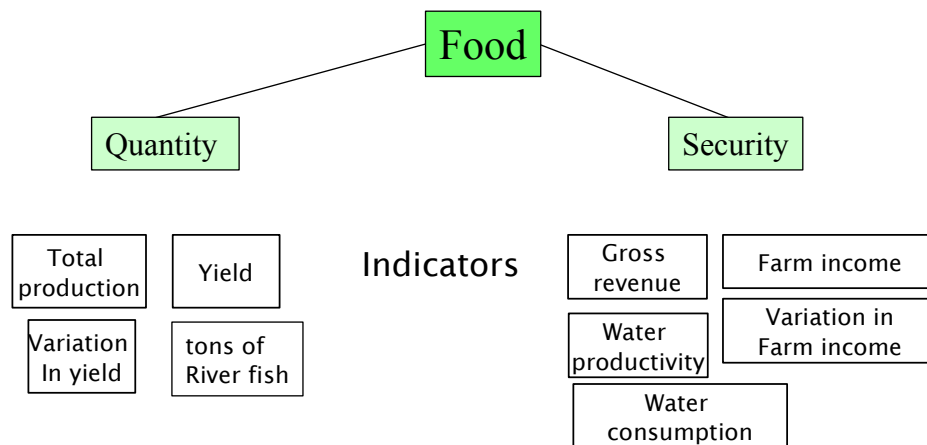 Food
Quantity
Security
Total
production
Yield
Variation
In yield
tons of
River fish
Indicators
Gross
revenue
Farm income
Water
productivity
Variation in
Farm income
Water
consumption